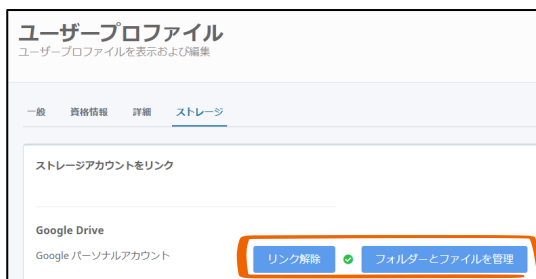 ユーザープロファイル
ユーザープロファイルを表示および編集
一般 資格情報 詳細 ストレージ
ストレージアカウントをリンク
Google Drive
Google パーソナルアカウント リンク解除 フォルダーとファイルを管理